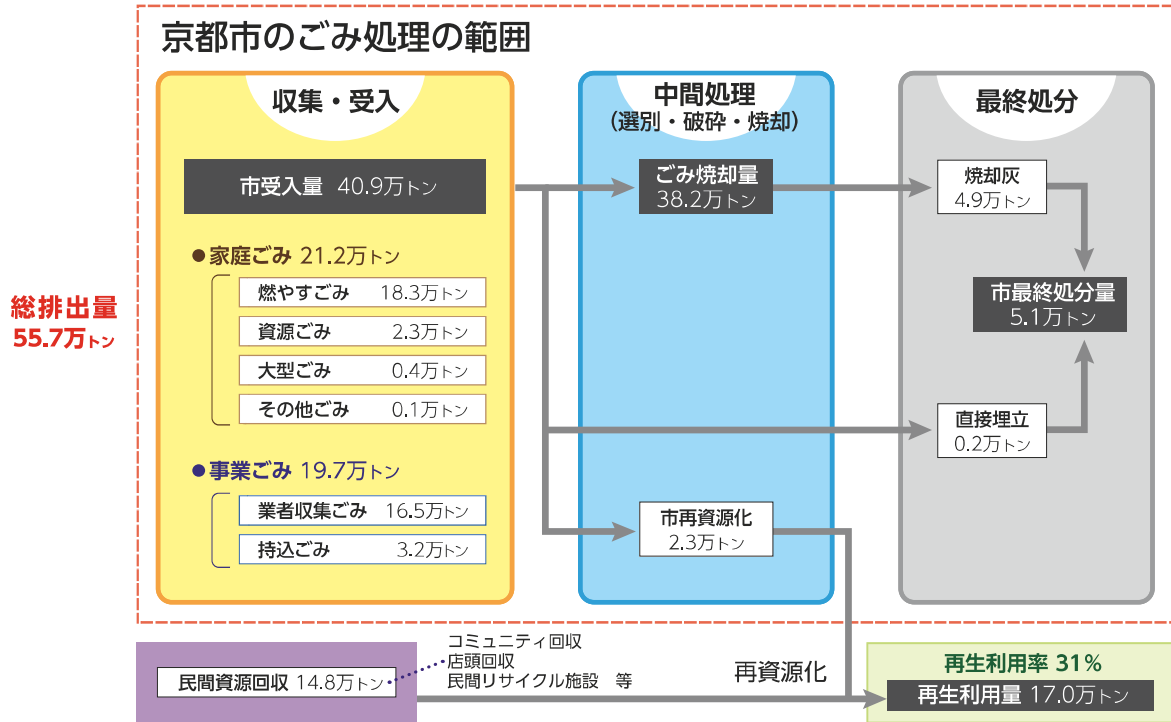 京都市のごみ処理の範囲
収集・受入
中間処理
（選別・破砕・焼却）
最終処分
総排出量
55.7万トン
市受入量 40.9万トン
●家庭ごみ 21.2万トン
燃やすごみ 18.3万トン
資源ごみ 2.3万トン
大型ごみ 0.4万トン
その他ごみ 0.1万トン
●事業ごみ 19.7万トン
業者収集ごみ 16.5万トン
持込ごみ 3.2万トン
ごみ焼却量
38.2万トン
市再資源化
2.3万トン
焼却灰
4.9万トン
市最終処分量
5.1万トン
直接埋立
0.2万トン
民間資源回収 14.8万トン
コミュニティ回収
店頭回収
民間リサイクル施設 等
再資源化
再生利用率 31%
再生利用量 17.0万トン